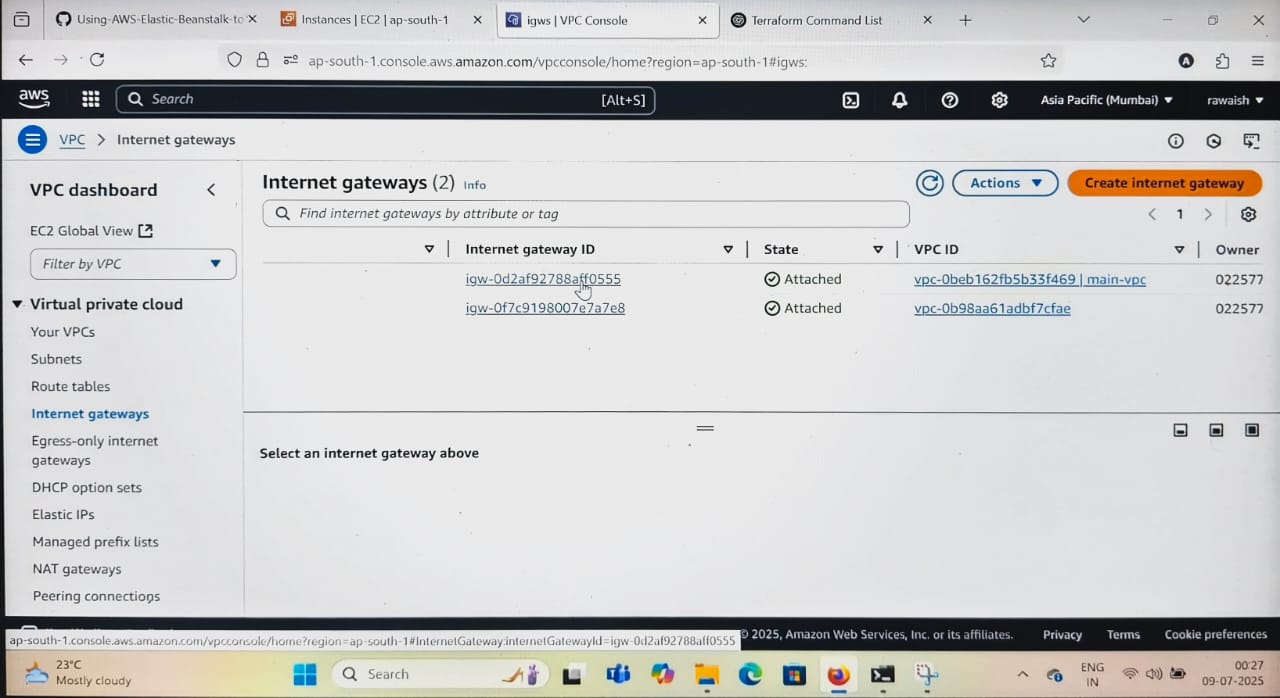 Using-AWS-Elastic-Beanstalk-to
Instances | EC2 | ap-south-1
igws | VPC Console
Terraform Command List
ap-south-1.console.aws.amazon.com/vpcconsole/home?region=ap-south-1#igws:
A
aws
Search [Alt+S]
Asia Pacific (Mumbai)
rawaish
VPC > Internet gateways
VPC dashboard
EC2 Global View
Filter by VPC
Virtual private cloud
Your VPCs
Subnets
Route tables
Internet gateways
Egress-only internet
gateways
DHCP option sets
Elastic IPs
Managed prefix lists
NAT gateways
Peering connections
Internet gateways (2) Info
Actions
Create internet gateway
Find internet gateways by attribute or tag
1
Internet gateway ID State VPC ID Owner
igw-0d2af92788aff0555 Attached vpc-0beb162fb5b33f469 | main-vpc 022577
igw-0f7c9198007e7a7e8 Attached vpc-0b98aa61adbf7cfae 022577
Select an internet gateway above
ap-south-1.console.aws.amazon.com/vpcconsole/home?region=ap-south-1#InternetGateway:internetGatewayId=igw-0d2af92788aff0555
© 2025, Amazon Web Services, Inc. or its affiliates. Privacy Terms Cookie preferences
23°C
Mostly cloudy
Search
ENG
IN
00:27
09-07-2025